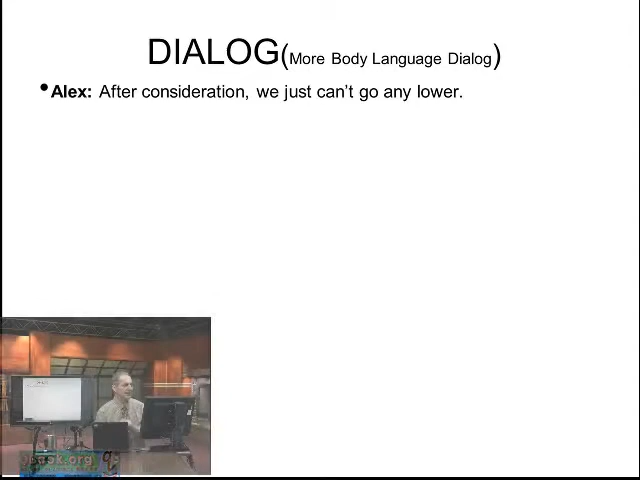 DIALOG(More Body Language Dialog)
•Alex: After consideration, we just can't go any lower.